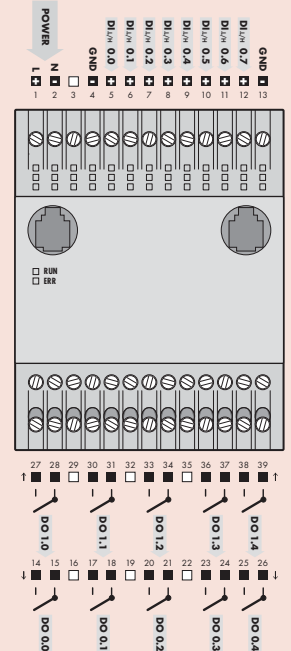 POWER
L N GND DI L/H 0.0 DI L/H 0.1 DI L/H 0.2 DI L/H 0.3 DI L/H 0.4 DI L/H 0.5 DI L/H 0.6 DI L/H 0.7 GND
1 2 3 4 5 6 7 8 9 10 11 12 13
RUN
ERR
↑ 27 28 29 30 31 32 33 34 35 36 37 38 39 ↑
DO 1.0 DO 1.1 DO 1.2 DO 1.3 DO 1.4
↓ 14 15 16 17 18 19 20 21 22 23 24 25 26 ↓
DO 0.0 DO 0.1 DO 0.2 DO 0.3 DO 0.4